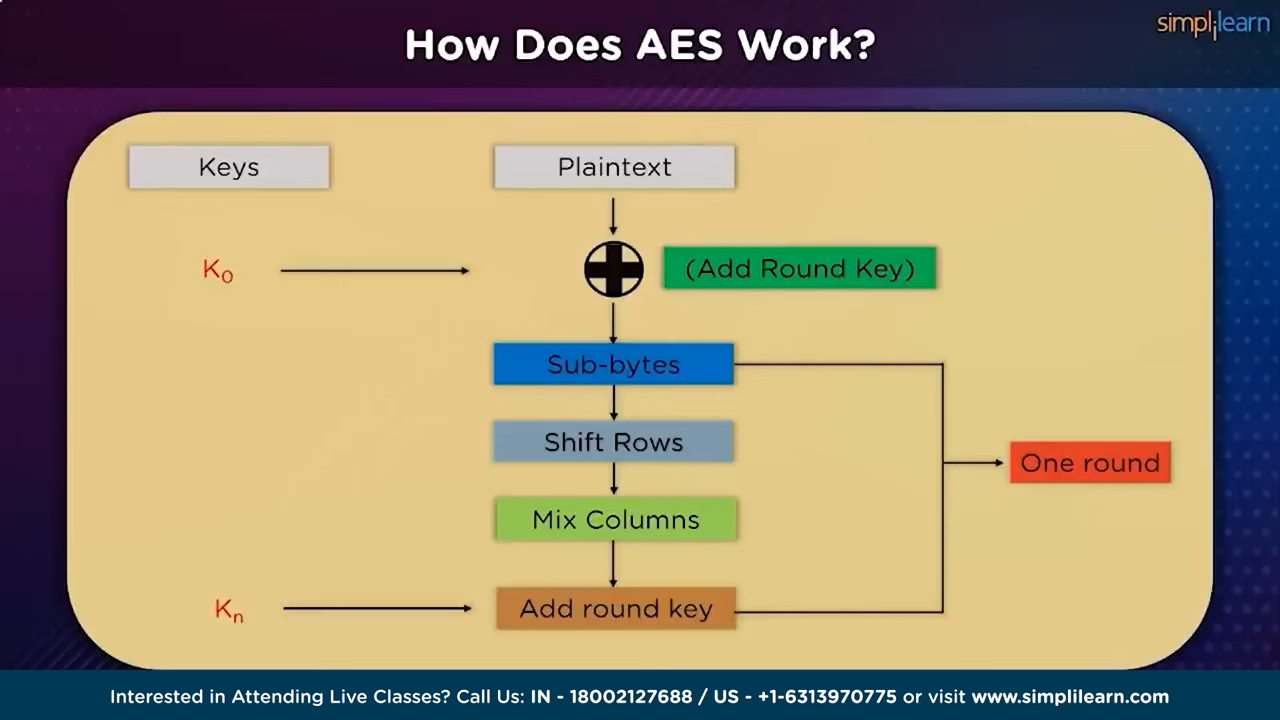 How Does AES Work?
simplilearn
Keys
Plaintext
K₀
(Add Round Key)
Sub-bytes
Shift Rows
One round
Mix Columns
Kₙ
Add round key
Interested in Attending Live Classes? Call Us: IN - 18002127688 / US - +1-6313970775 or visit www.simplilearn.com